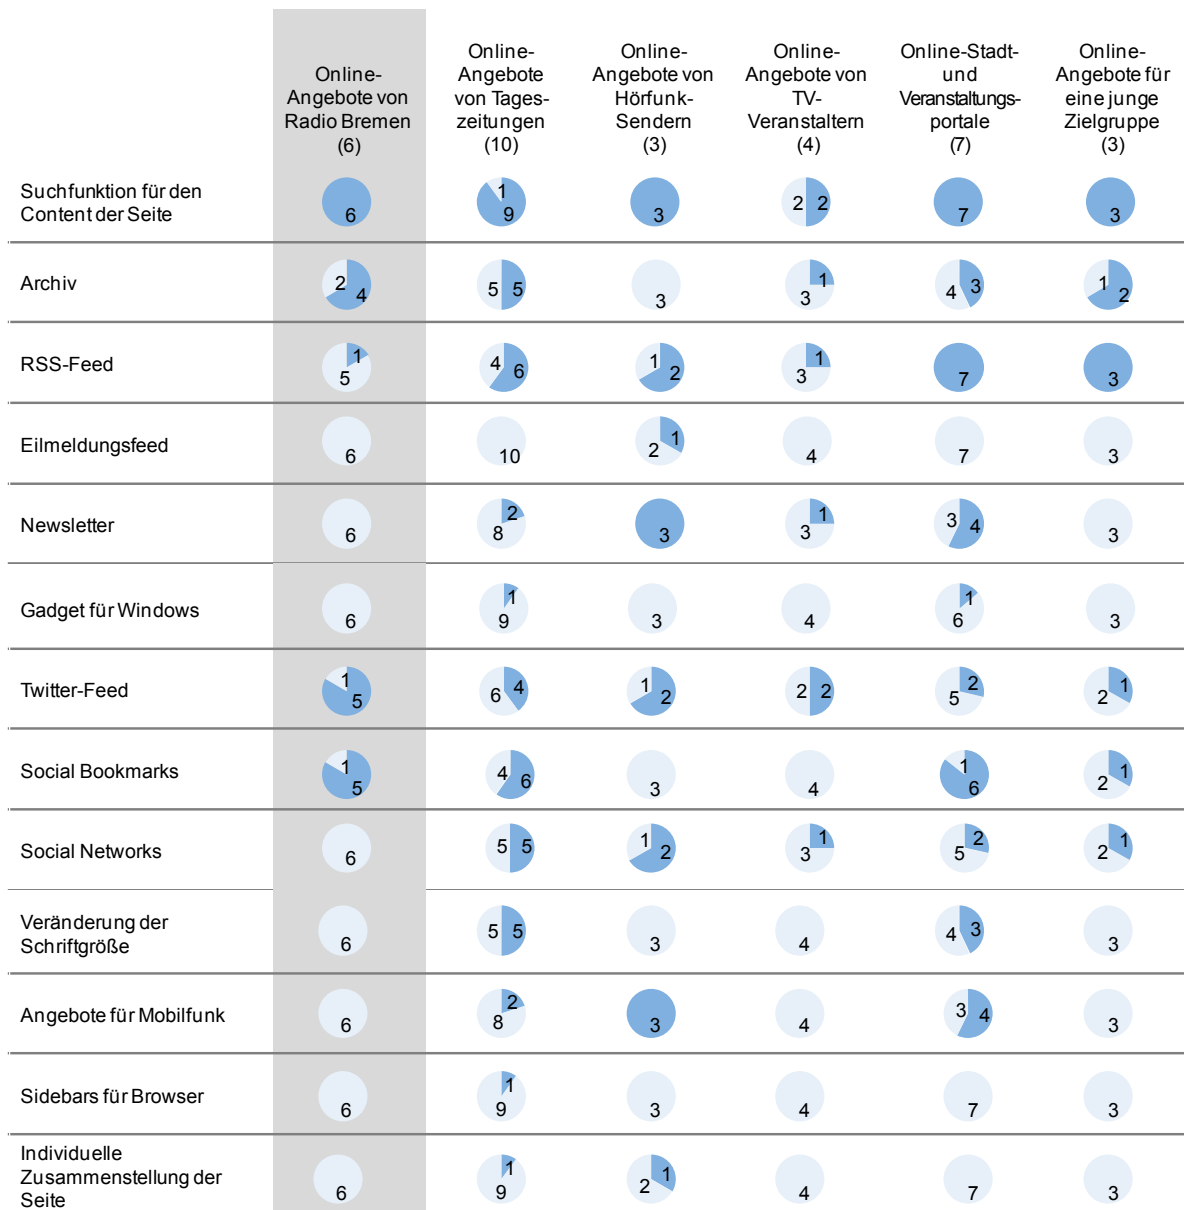 Online-
Angebote von
Radio Bremen
(6)
Online-
Angebote
von Tages-
zeitungen
(10)
Online-
Angebote von
Hörfunk-
Sendern
(3)
Online-
Angebote von
TV-
Veranstaltern
(4)
Online-Stadt-
und
Veranstaltungs-
portale
(7)
Online-
Angebote für
eine junge
Zielgruppe
(3)
Suchfunktion für den
Content der Seite
6
1
9
3
2 2
7
3
Archiv
2
4
5 5
3
1
3
3
4
1
2
RSS-Feed
1
5
4
6
1
2
1
3
7
3
Eilmeldungsfeed
6
10
1
2
4
7
3
Newsletter
6
2
8
3
1
3
3
4
3
Gadget für Windows
6
1
9
3
4
1
6
3
Twitter-Feed
1
5
4
6
1
2
2 2
2
5
1
2
Social Bookmarks
1
5
4
6
3
4
1
6
1
2
Social Networks
6
5 5
1
2
1
3
2
5
1
2
Veränderung der
Schriftgröße
6
5 5
3
4
3
4
3
Angebote für Mobilfunk
6
2
8
3
4
3
4
3
Sidebars für Browser
6
1
9
3
4
7
3
Individuelle
Zusammenstellung der
Seite
6
1
9
1
2
4
7
3